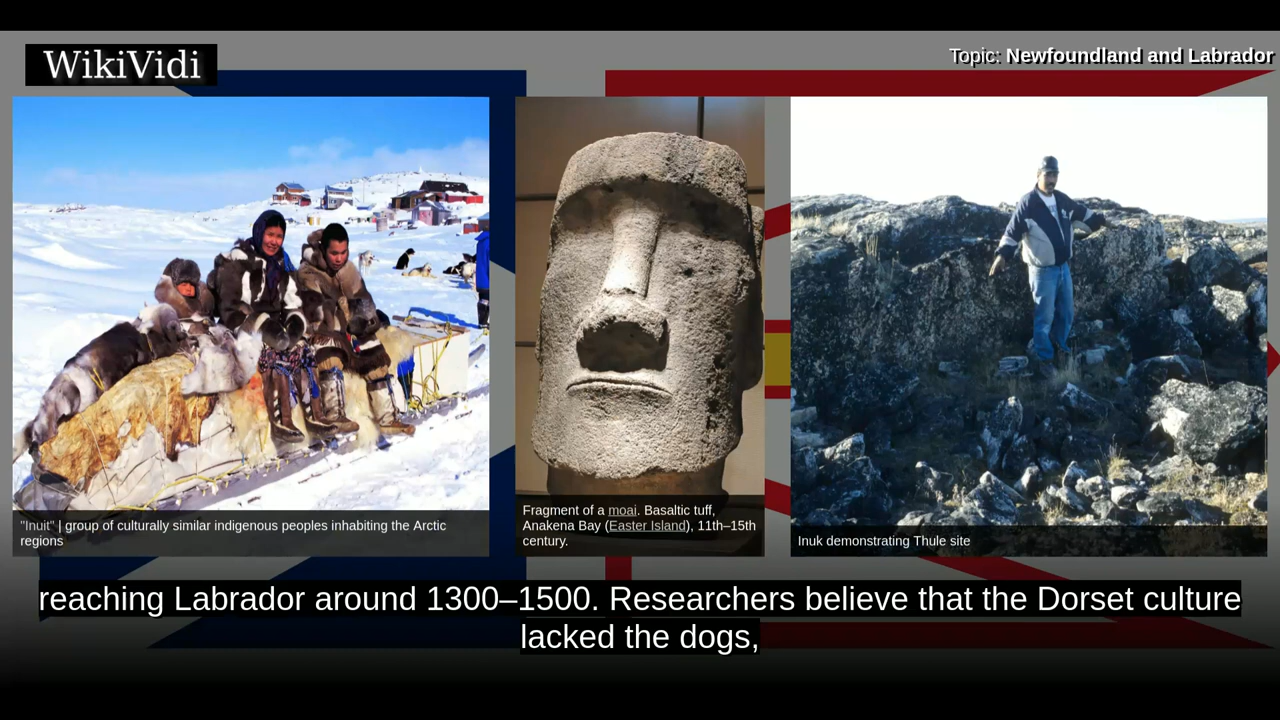 WikiVidi
Topic: Newfoundland and Labrador
"Inuit" | group of culturally similar indigenous peoples inhabiting the Arctic
regions
Fragment of a moai. Basaltic tuff,
Anakena Bay (Easter Island), 11th–15th
century.
Inuk demonstrating Thule site
reaching Labrador around 1300–1500. Researchers believe that the Dorset culture
lacked the dogs,